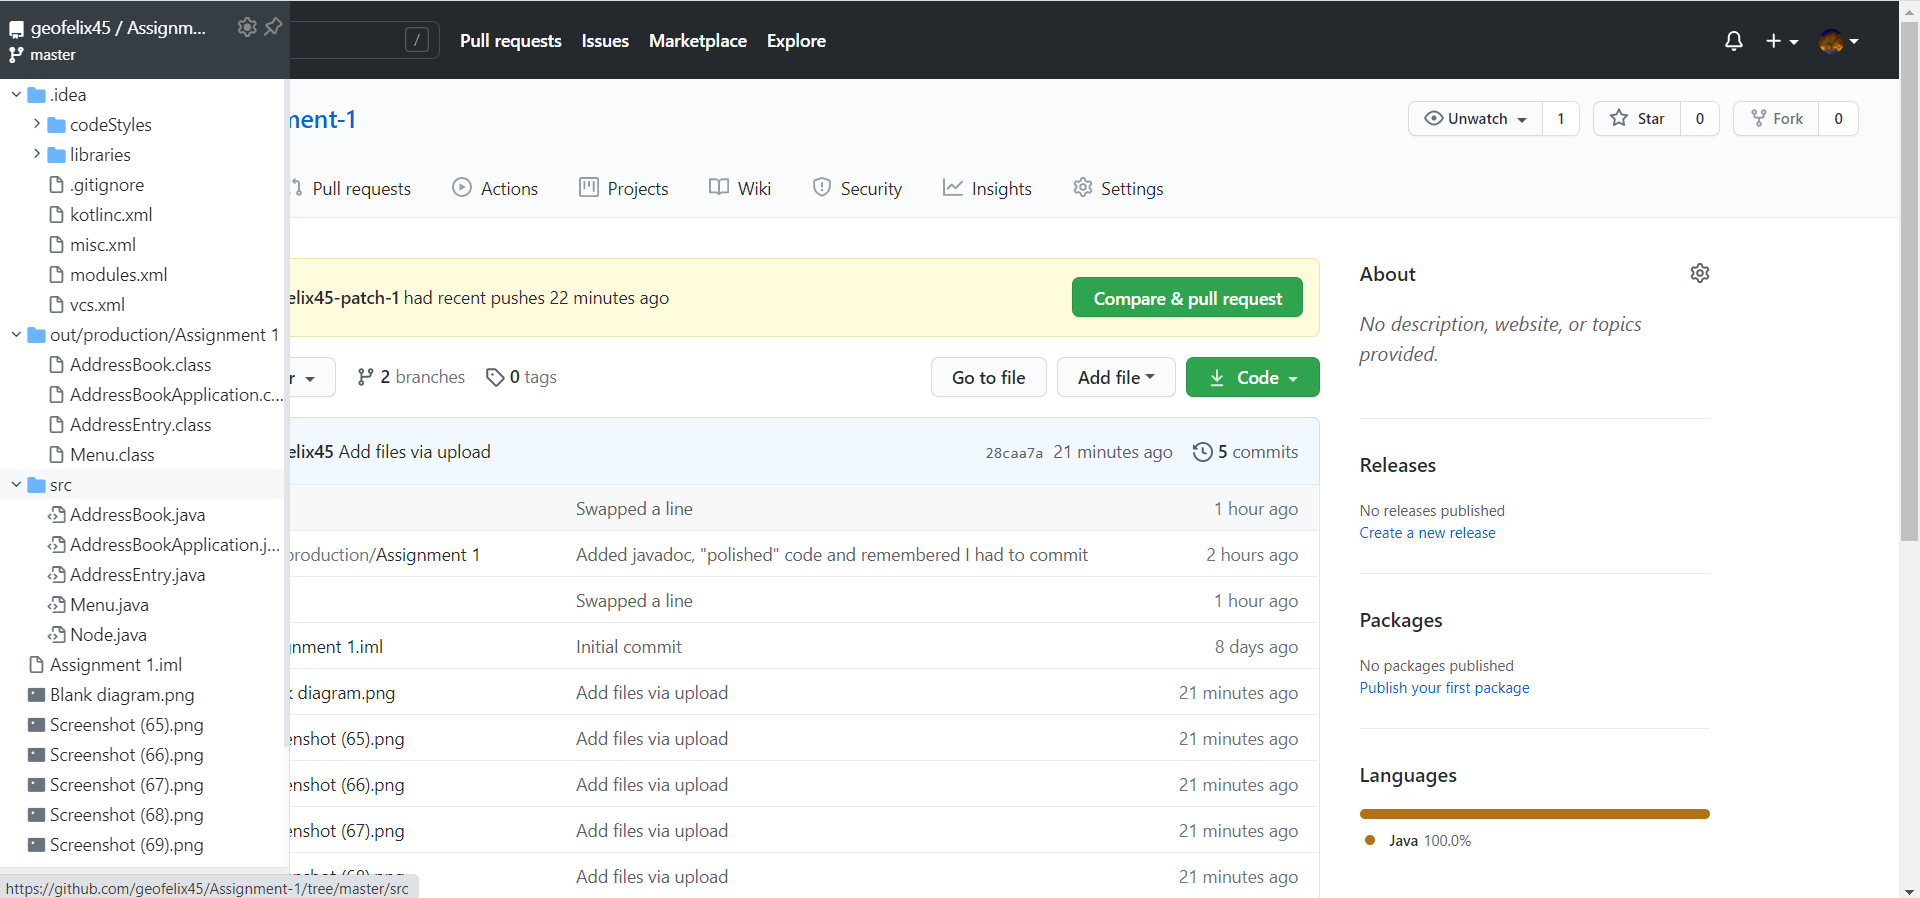 geofelix45 / Assignm...
master
/
Pull requests
Issues
Marketplace
Explore
.idea
codeStyles
libraries
.gitignore
kotlinc.xml
misc.xml
modules.xml
vcs.xml
out/production/Assignment 1
AddressBook.class
AddressBookApplication.c...
AddressEntry.class
Menu.class
src
AddressBook.java
AddressBookApplication.j...
AddressEntry.java
Menu.java
Node.java
Assignment 1.iml
Blank diagram.png
Screenshot (65).png
Screenshot (66).png
Screenshot (67).png
Screenshot (68).png
Screenshot (69).png
https://github.com/geofelix45/Assignment-1/tree/master/src
ment-1
Unwatch 1
Star 0
Fork 0
Pull requests
Actions
Projects
Wiki
Security
Insights
Settings
elix45-patch-1 had recent pushes 22 minutes ago
Compare & pull request
r
2 branches
0 tags
Go to file
Add file
Code
elix45 Add files via upload 28caa7a 21 minutes ago 5 commits
Swapped a line 1 hour ago
production/Assignment 1 Added javadoc, "polished" code and remembered I had to commit 2 hours ago
Swapped a line 1 hour ago
nment 1.iml Initial commit 8 days ago
k diagram.png Add files via upload 21 minutes ago
enshot (65).png Add files via upload 21 minutes ago
enshot (66).png Add files via upload 21 minutes ago
enshot (67).png Add files via upload 21 minutes ago
enshot (68).png Add files via upload 21 minutes ago
About
No description, website, or topics
provided.
Releases
No releases published
Create a new release
Packages
No packages published
Publish your first package
Languages
Java 100.0%